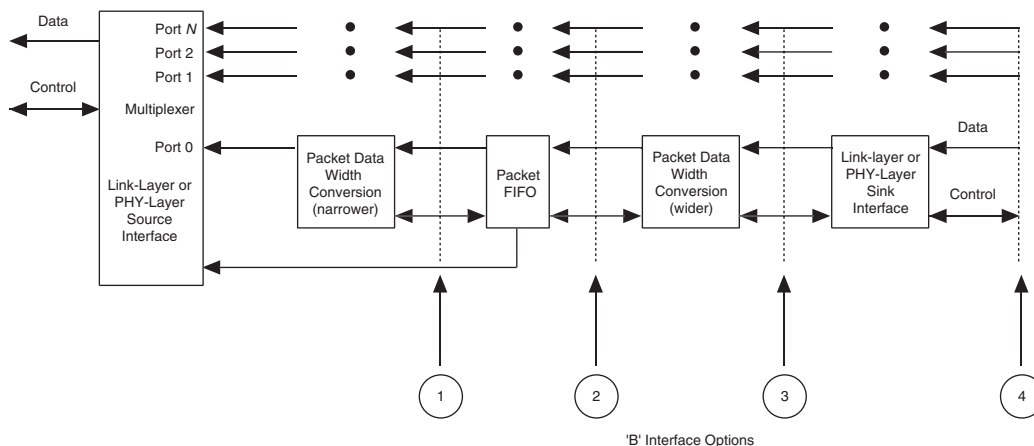 Data
Control
Port N
Port 2
Port 1
Multiplexer
Port 0
Link-Layer or
PHY-Layer
Source
Interface
Packet Data
Width
Conversion
(narrower)
Packet
FIFO
Packet Data
Width
Conversion
(wider)
Link-layer or
PHY-Layer
Sink
Interface
Data
Control
1
2
3
4
'B' Interface Options